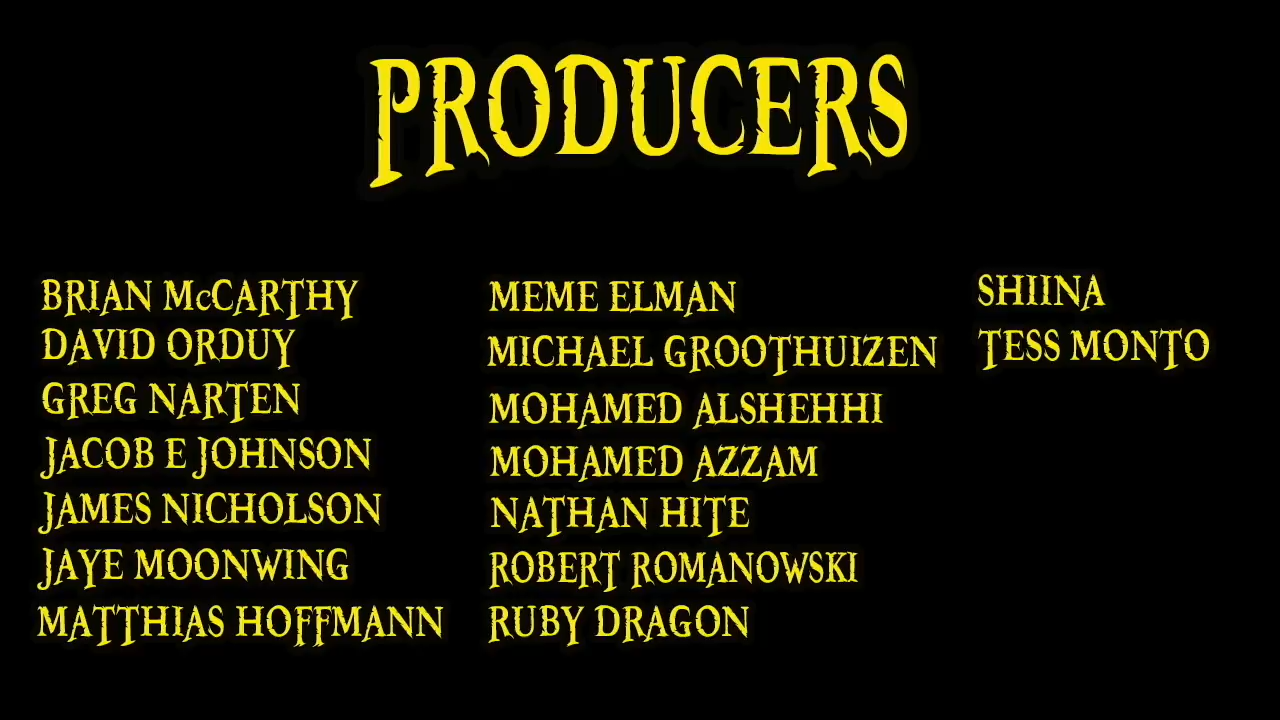 PRODUCERS
BRIAN McCARTHY
DAVID ORDUY
GREG NARTEN
JACOB E JOHNSON
JAMES NICHOLSON
JAYE MOONWING
MATTHIAS HOFFMANN
MEME ELMAN
MICHAEL GROOTHUIZEN
MOHAMED ALSHEHHI
MOHAMED AZZAM
NATHAN HITE
ROBERT ROMANOWSKI
RUBY DRAGON
SHIINA
TESS MONTO